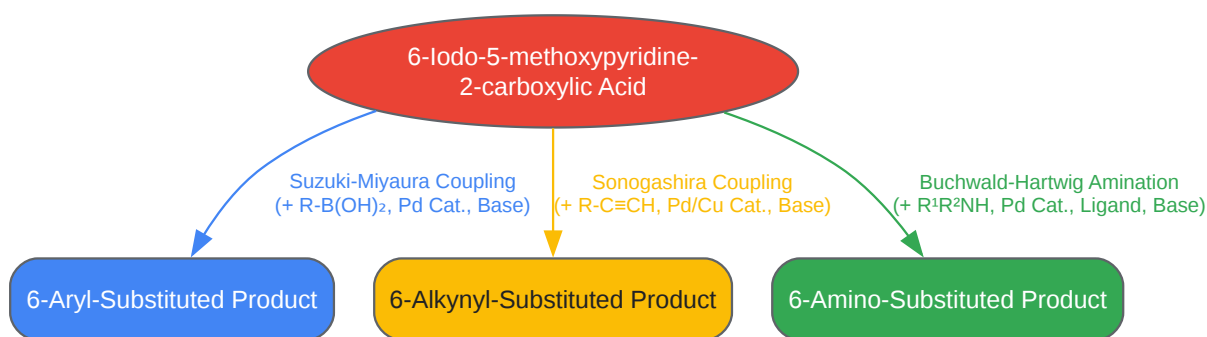 6-Iodo-5-methoxypyridine-
2-carboxylic Acid
Suzuki-Miyaura Coupling
(+ R-B(OH)₂, Pd Cat., Base)
Sonogashira Coupling
(+ R-C≡CH, Pd/Cu Cat., Base)
Buchwald-Hartwig Amination
(+ R¹R²NH, Pd Cat., Ligand, Base)
6-Aryl-Substituted Product
6-Alkynyl-Substituted Product
6-Amino-Substituted Product